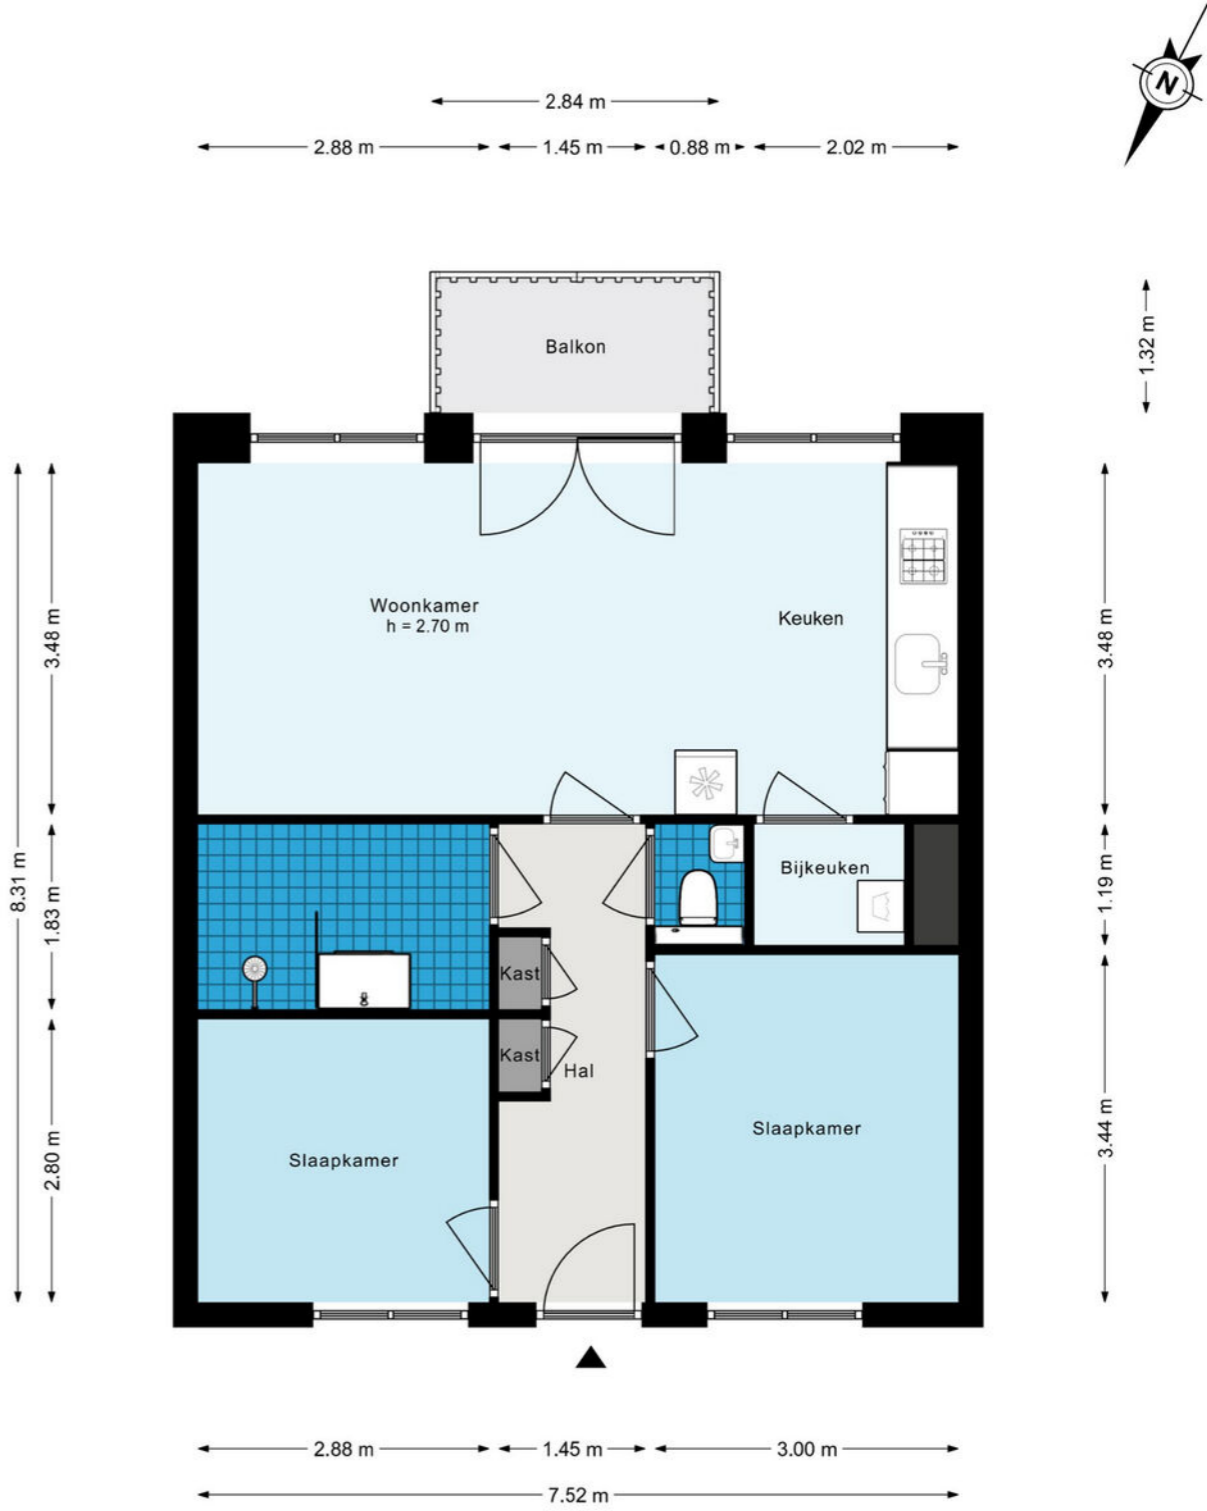 N
2.84 m
2.88 m
1.45 m
0.88 m
2.02 m
1.32 m
Balkon
Woonkamer
h = 2.70 m
Keuken
3.48 m
3.48 m
8.31 m
1.83 m
1.19 m
Bijkeuken
Kast
Kast
Hal
2.80 m
3.44 m
Slaapkamer
Slaapkamer
2.88 m
1.45 m
3.00 m
7.52 m